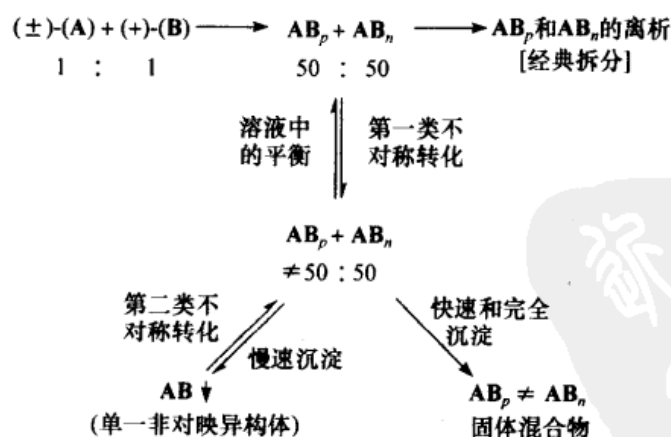 (±)-(A) + (+)-(B) → ABp + ABn → ABp和ABn的离析
1 : 1 50 : 50 [经典拆分]
溶液中 第一类不
的平衡 对称转化
ABp + ABn
≠50 : 50
第二类不
对称转化
快速和完全
沉淀
慢速沉淀
AB↓ ABp ≠ ABn
(单一非对映异构体) 固体混合物